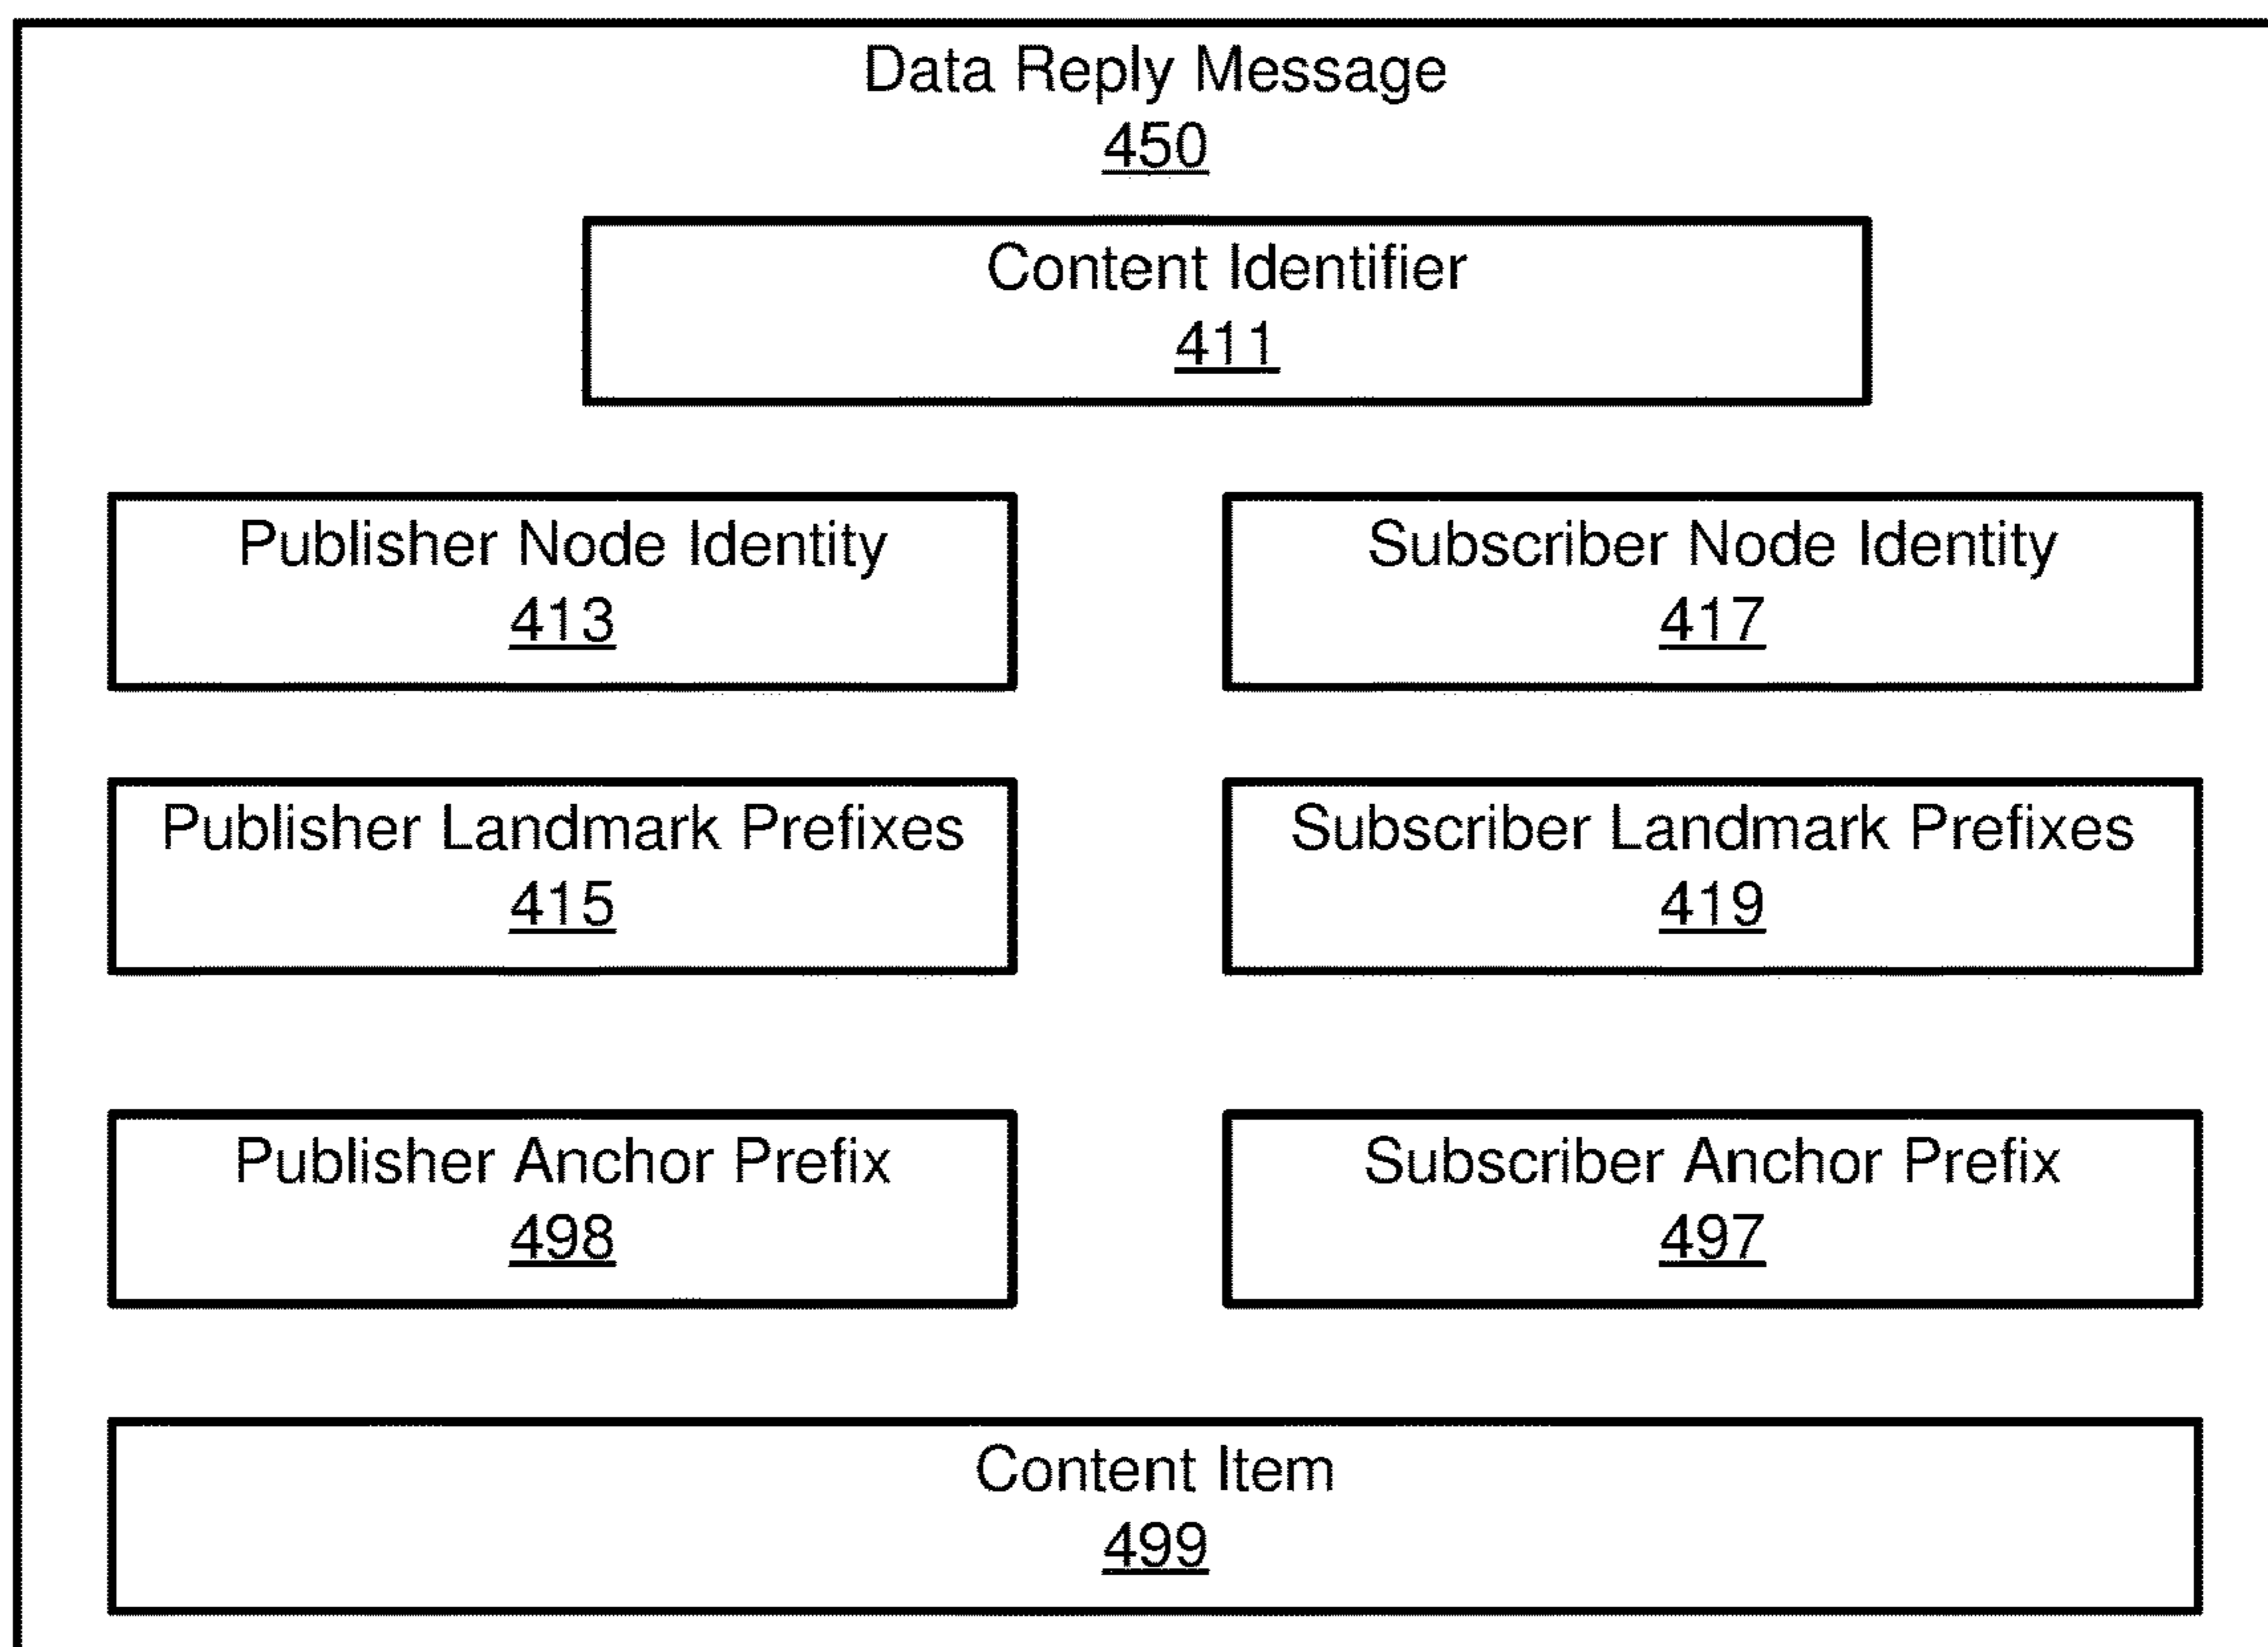 Data Reply Message
450
Content Identifier
411
Publisher Node Identity
413
Subscriber Node Identity
417
Publisher Landmark Prefixes
415
Subscriber Landmark Prefixes
419
Publisher Anchor Prefix
498
Subscriber Anchor Prefix
497
Content Item
499